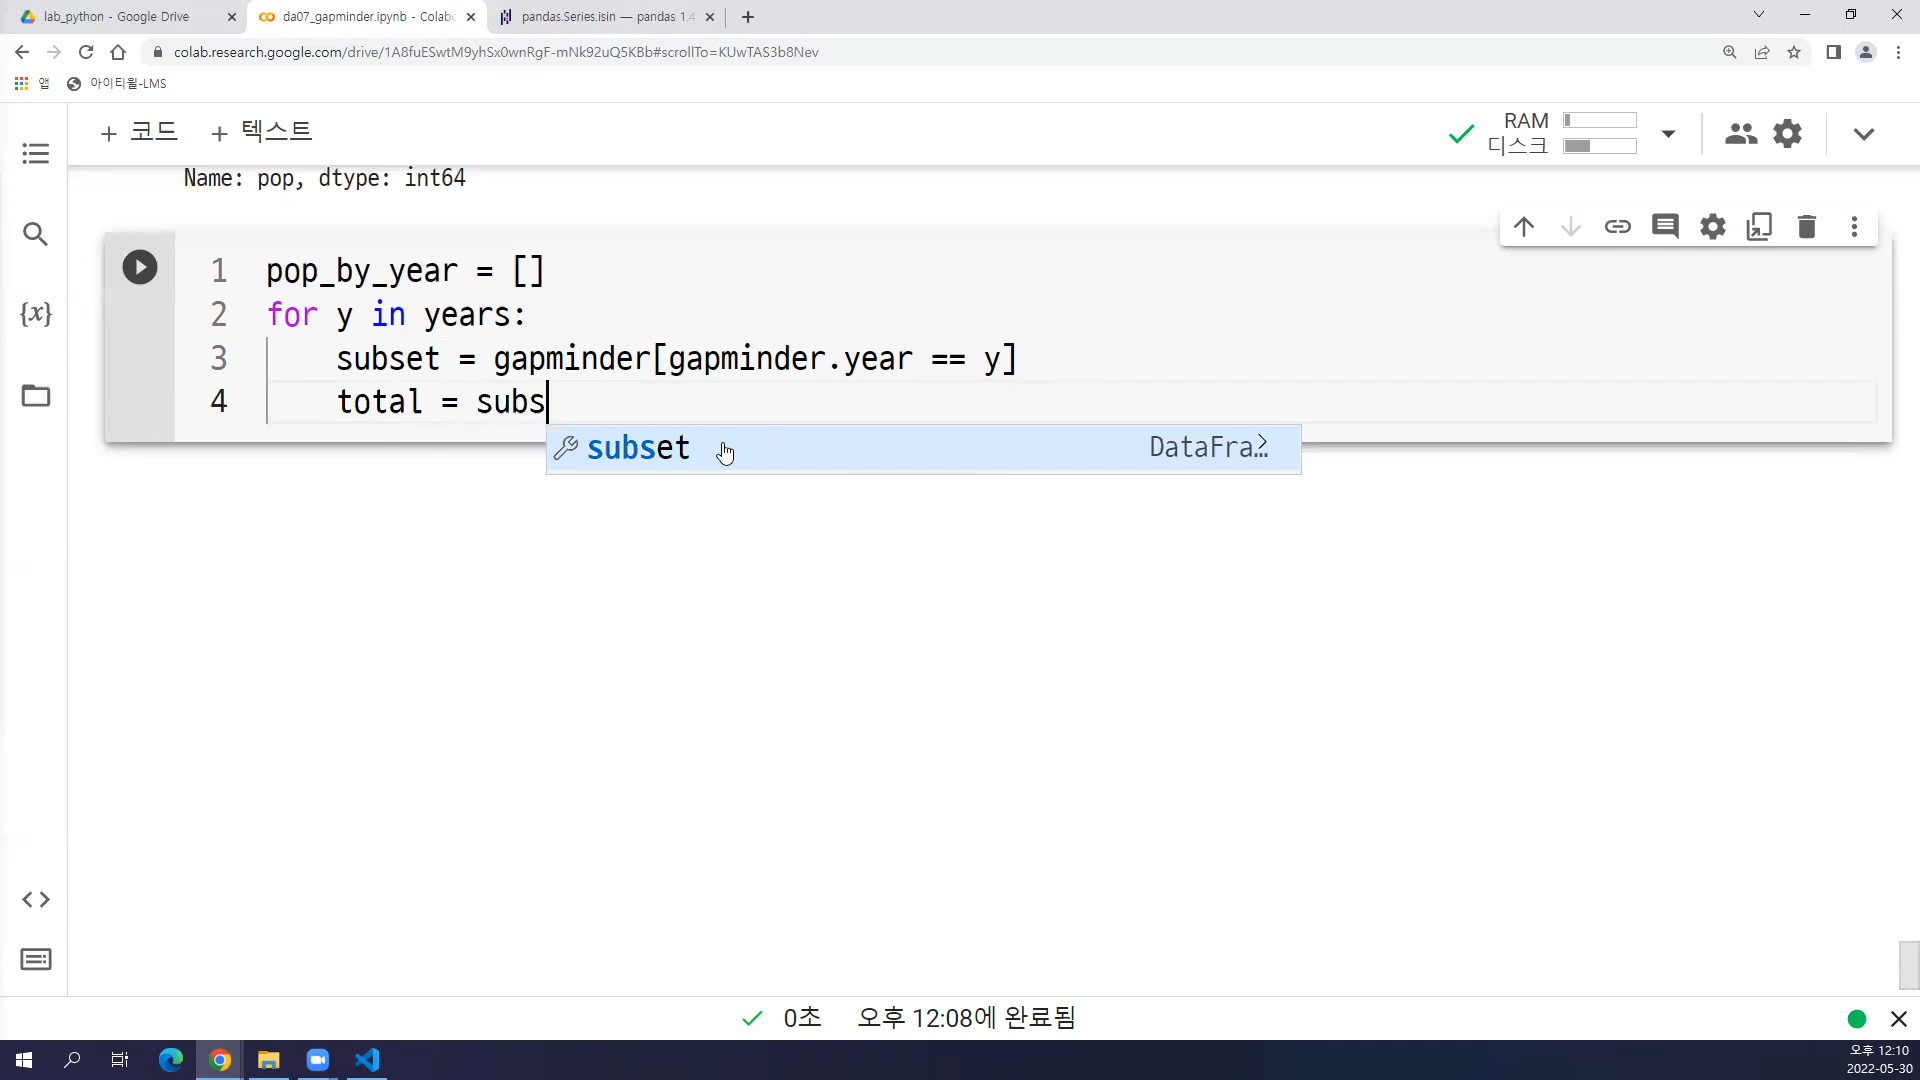 lab_python - Google Drive
da07_gapminder.ipynb - Colabo
pandas.Series.isin — pandas 1.4
colab.research.google.com/drive/1A8fuESwtM9yhSx0wnRgF-mNk92uQ5KBb#scrollTo=KUwTAS3b8Nev
앱 아이티윌-LMS
+ 코드 + 텍스트
RAM
디스크
Name: pop, dtype: int64
1 pop_by_year = []
2 for y in years:
3 subset = gapminder[gapminder.year == y]
4 total = subs
subset DataFra…
0초 오후 12:08에 완료됨
오후 12:10
2022-05-30